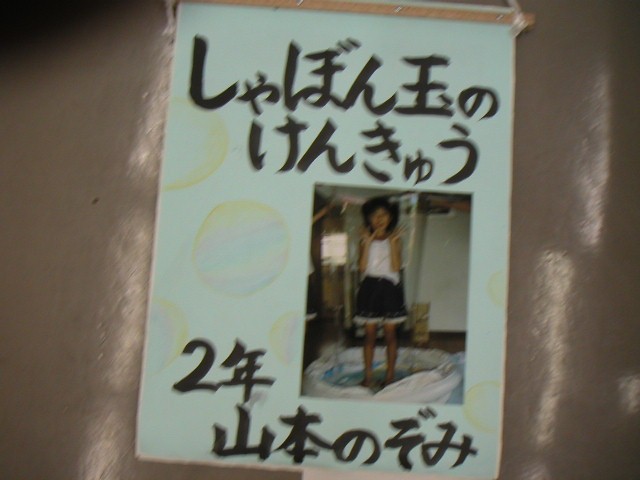 しゃぼん玉の
けんきゅう
2年
山本のぞみ